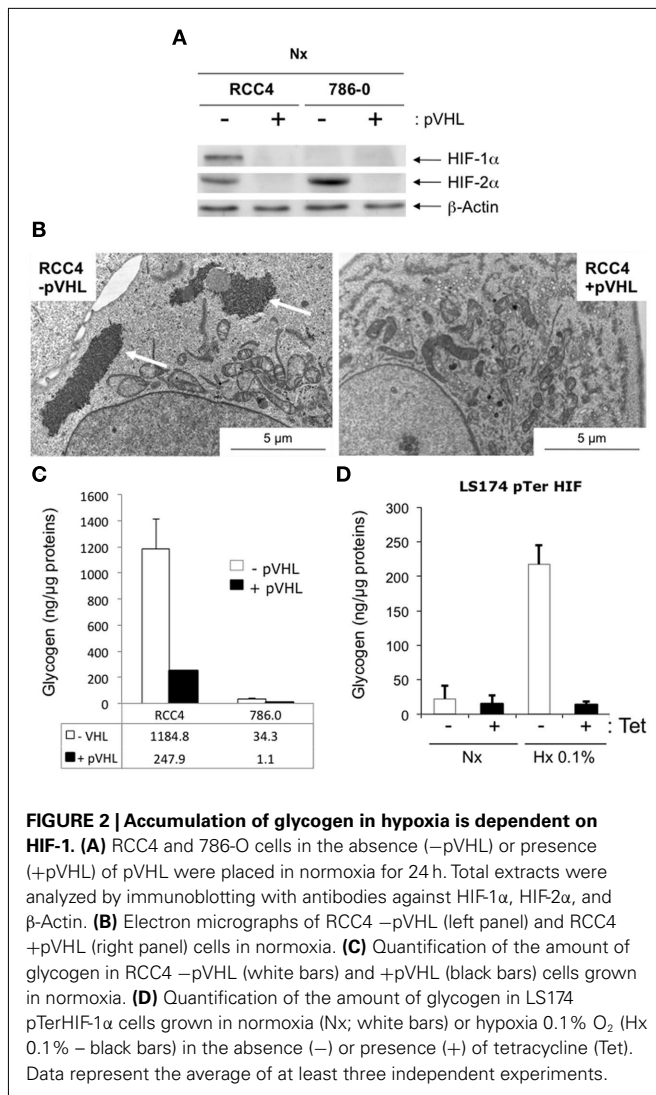 A
Nx
RCC4 786-0
- + - + : pVHL
HIF-1α
HIF-2α
β-Actin
B
RCC4
-pVHL
5 µm
RCC4
+pVHL
5 µm
C
Glycogen (ng/µg proteins)
1600
1400
1200
1000
800
600
400
200
0
- pVHL
+ pVHL
RCC4 786.0
- VHL 1184.8 34.3
+ pVHL 247.9 1.1
D
LS174 pTer HIF
Glycogen (ng/µg proteins)
300
250
200
150
100
50
0
- + - + : Tet
Nx Hx 0.1%
FIGURE 2 | Accumulation of glycogen in hypoxia is dependent on
HIF-1. (A) RCC4 and 786-O cells in the absence (−pVHL) or presence
(+pVHL) of pVHL were placed in normoxia for 24 h. Total extracts were
analyzed by immunoblotting with antibodies against HIF-1α, HIF-2α, and
β-Actin. (B) Electron micrographs of RCC4 −pVHL (left panel) and RCC4
+pVHL (right panel) cells in normoxia. (C) Quantification of the amount of
glycogen in RCC4 −pVHL (white bars) and +pVHL (black bars) cells grown
in normoxia. (D) Quantification of the amount of glycogen in LS174
pTerHIF-1α cells grown in normoxia (Nx; white bars) or hypoxia 0.1% O₂ (Hx
0.1% – black bars) in the absence (−) or presence (+) of tetracycline (Tet).
Data represent the average of at least three independent experiments.